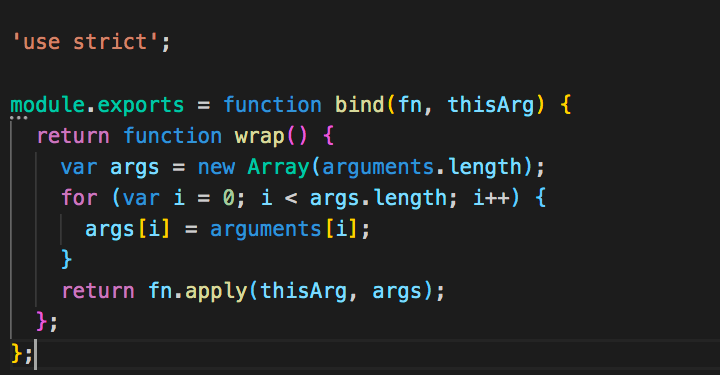 'use strict';
module.exports = function bind(fn, thisArg) {
  return function wrap() {
    var args = new Array(arguments.length);
    for (var i = 0; i < args.length; i++) {
      args[i] = arguments[i];
    }
    return fn.apply(thisArg, args);
  };
};